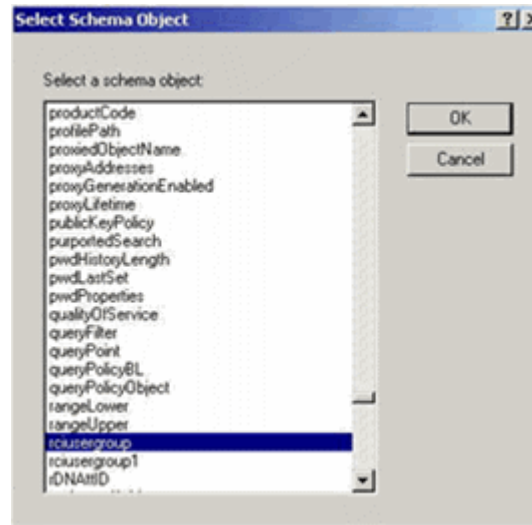 Select Schema Object
Select a schema object:
productCode
profilePath
proxiedObjectName
proxyAddresses
proxyGenerationEnabled
proxyLifetime
publicKeyPolicy
purportedSearch
pwdHistoryLength
pwdLastSet
pwdProperties
qualityOfService
queryFilter
queryPoint
queryPolicyBL
queryPolicyObject
rangeLower
rangeUpper
rciusergroup
rciusergroup1
rDNAttID
OK
Cancel